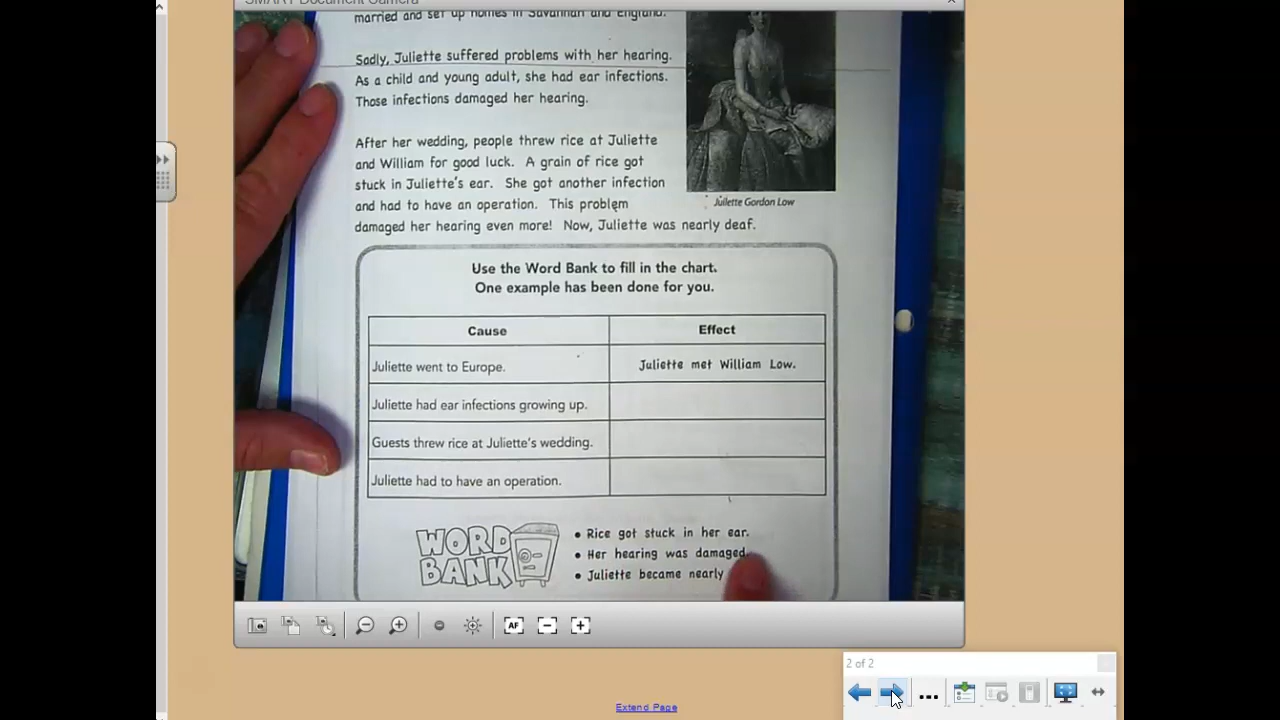 SMART Document Camera
married and set up homes in Savannah and England.
Sadly, Juliette suffered problems with her hearing.
As a child and young adult, she had ear infections.
Those infections damaged her hearing.
After her wedding, people threw rice at Juliette
and William for good luck. A grain of rice got
stuck in Juliette's ear. She got another infection
and had to have an operation. This problem
damaged her hearing even more! Now, Juliette was nearly deaf.
Juliette Gordon Low
Use the Word Bank to fill in the chart.
One example has been done for you.
Cause Effect
Juliette went to Europe. Juliette met William Low.
Juliette had ear infections growing up.
Guests threw rice at Juliette's wedding.
Juliette had to have an operation.
WORD BANK
• Rice got stuck in her ear.
• Her hearing was damaged.
• Juliette became nearly
AF
2 of 2
Extend Page